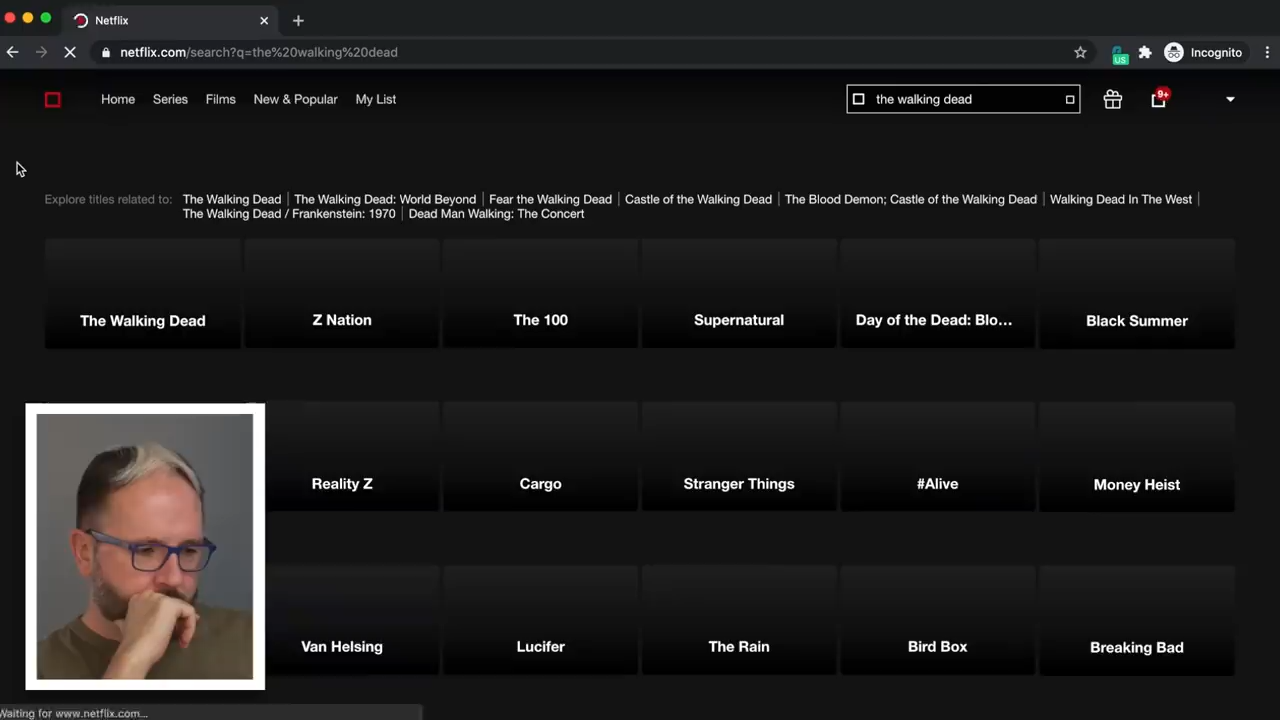 Netflix
netflix.com/search?q=the%20walking%20dead
US
Incognito
Home Series Films New & Popular My List
the walking dead
9+
Explore titles related to: The Walking Dead | The Walking Dead: World Beyond | Fear the Walking Dead | Castle of the Walking Dead | The Blood Demon; Castle of the Walking Dead | Walking Dead In The West |
The Walking Dead / Frankenstein: 1970 | Dead Man Walking: The Concert
The Walking Dead Z Nation The 100 Supernatural Day of the Dead: Blo... Black Summer
Reality Z Cargo Stranger Things #Alive Money Heist
Van Helsing Lucifer The Rain Bird Box Breaking Bad
Waiting for www.netflix.com...